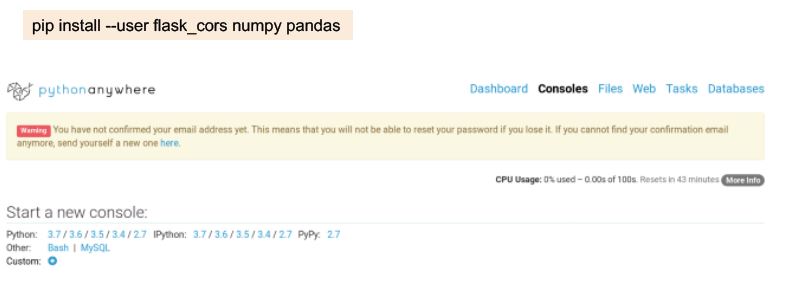 pip install --user flask_cors numpy pandas
pythonanywhere
Dashboard Consoles Files Web Tasks Databases
Warning You have not confirmed your email address yet. This means that you will not be able to reset your password if you lose it. If you cannot find your confirmation email
anymore, send yourself a new one here.
CPU Usage: 0% used – 0.00s of 100s. Resets in 43 minutes More Info
Start a new console:
Python: 3.7 / 3.6 / 3.5 / 3.4 / 2.7 IPython: 3.7 / 3.6 / 3.5 / 3.4 / 2.7 PyPy: 2.7
Other: Bash | MySQL
Custom: